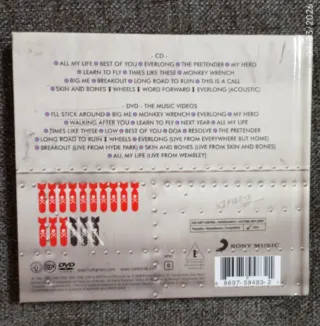 - CD -
ALL MY LIFE BEST OF YOU EVERLONG THE PRETENDER MY HERO
LEARN TO FLY TIMES LIKE THESE MONKEY WRENCH
BIG ME BREAKOUT LONG ROAD TO RUIN THIS IS A CALL
SKIN AND BONES WHEELS WORD FORWARD EVERLONG (ACOUSTIC)
- DVD - THE MUSIC VIDEOS
I'LL STICK AROUND BIG ME MONKEY WRENCH EVERLONG MY HERO
WALKING AFTER YOU LEARN TO FLY NEXT YEAR ALL MY LIFE
TIMES LIKE THESE LOW BEST OF YOU DOA RESOLVE THE PRETENDER
LONG ROAD TO RUIN WHEELS EVERLONG (LIVE FROM EVERYWHERE BUT HOME)
BREAKOUT (LIVE FROM HYDE PARK) SKIN AND BONES (LIVE FROM SKIN AND BONES)
ALL MY LIFE (LIVE FROM WEMBLEY)
SONY MUSIC
DVD